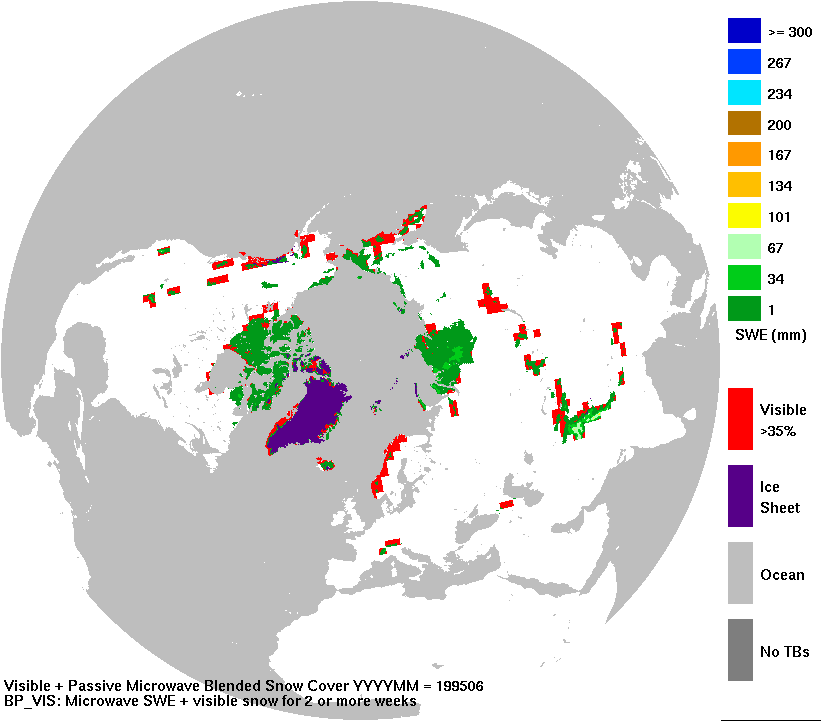 >= 300
267
234
200
167
134
101
67
34
1
SWE (mm)
Visible
>35%
Ice
Sheet
Ocean
No TBs
Visible + Passive Microwave Blended Snow Cover YYYYMM = 199506
BP_VIS: Microwave SWE + visible snow for 2 or more weeks